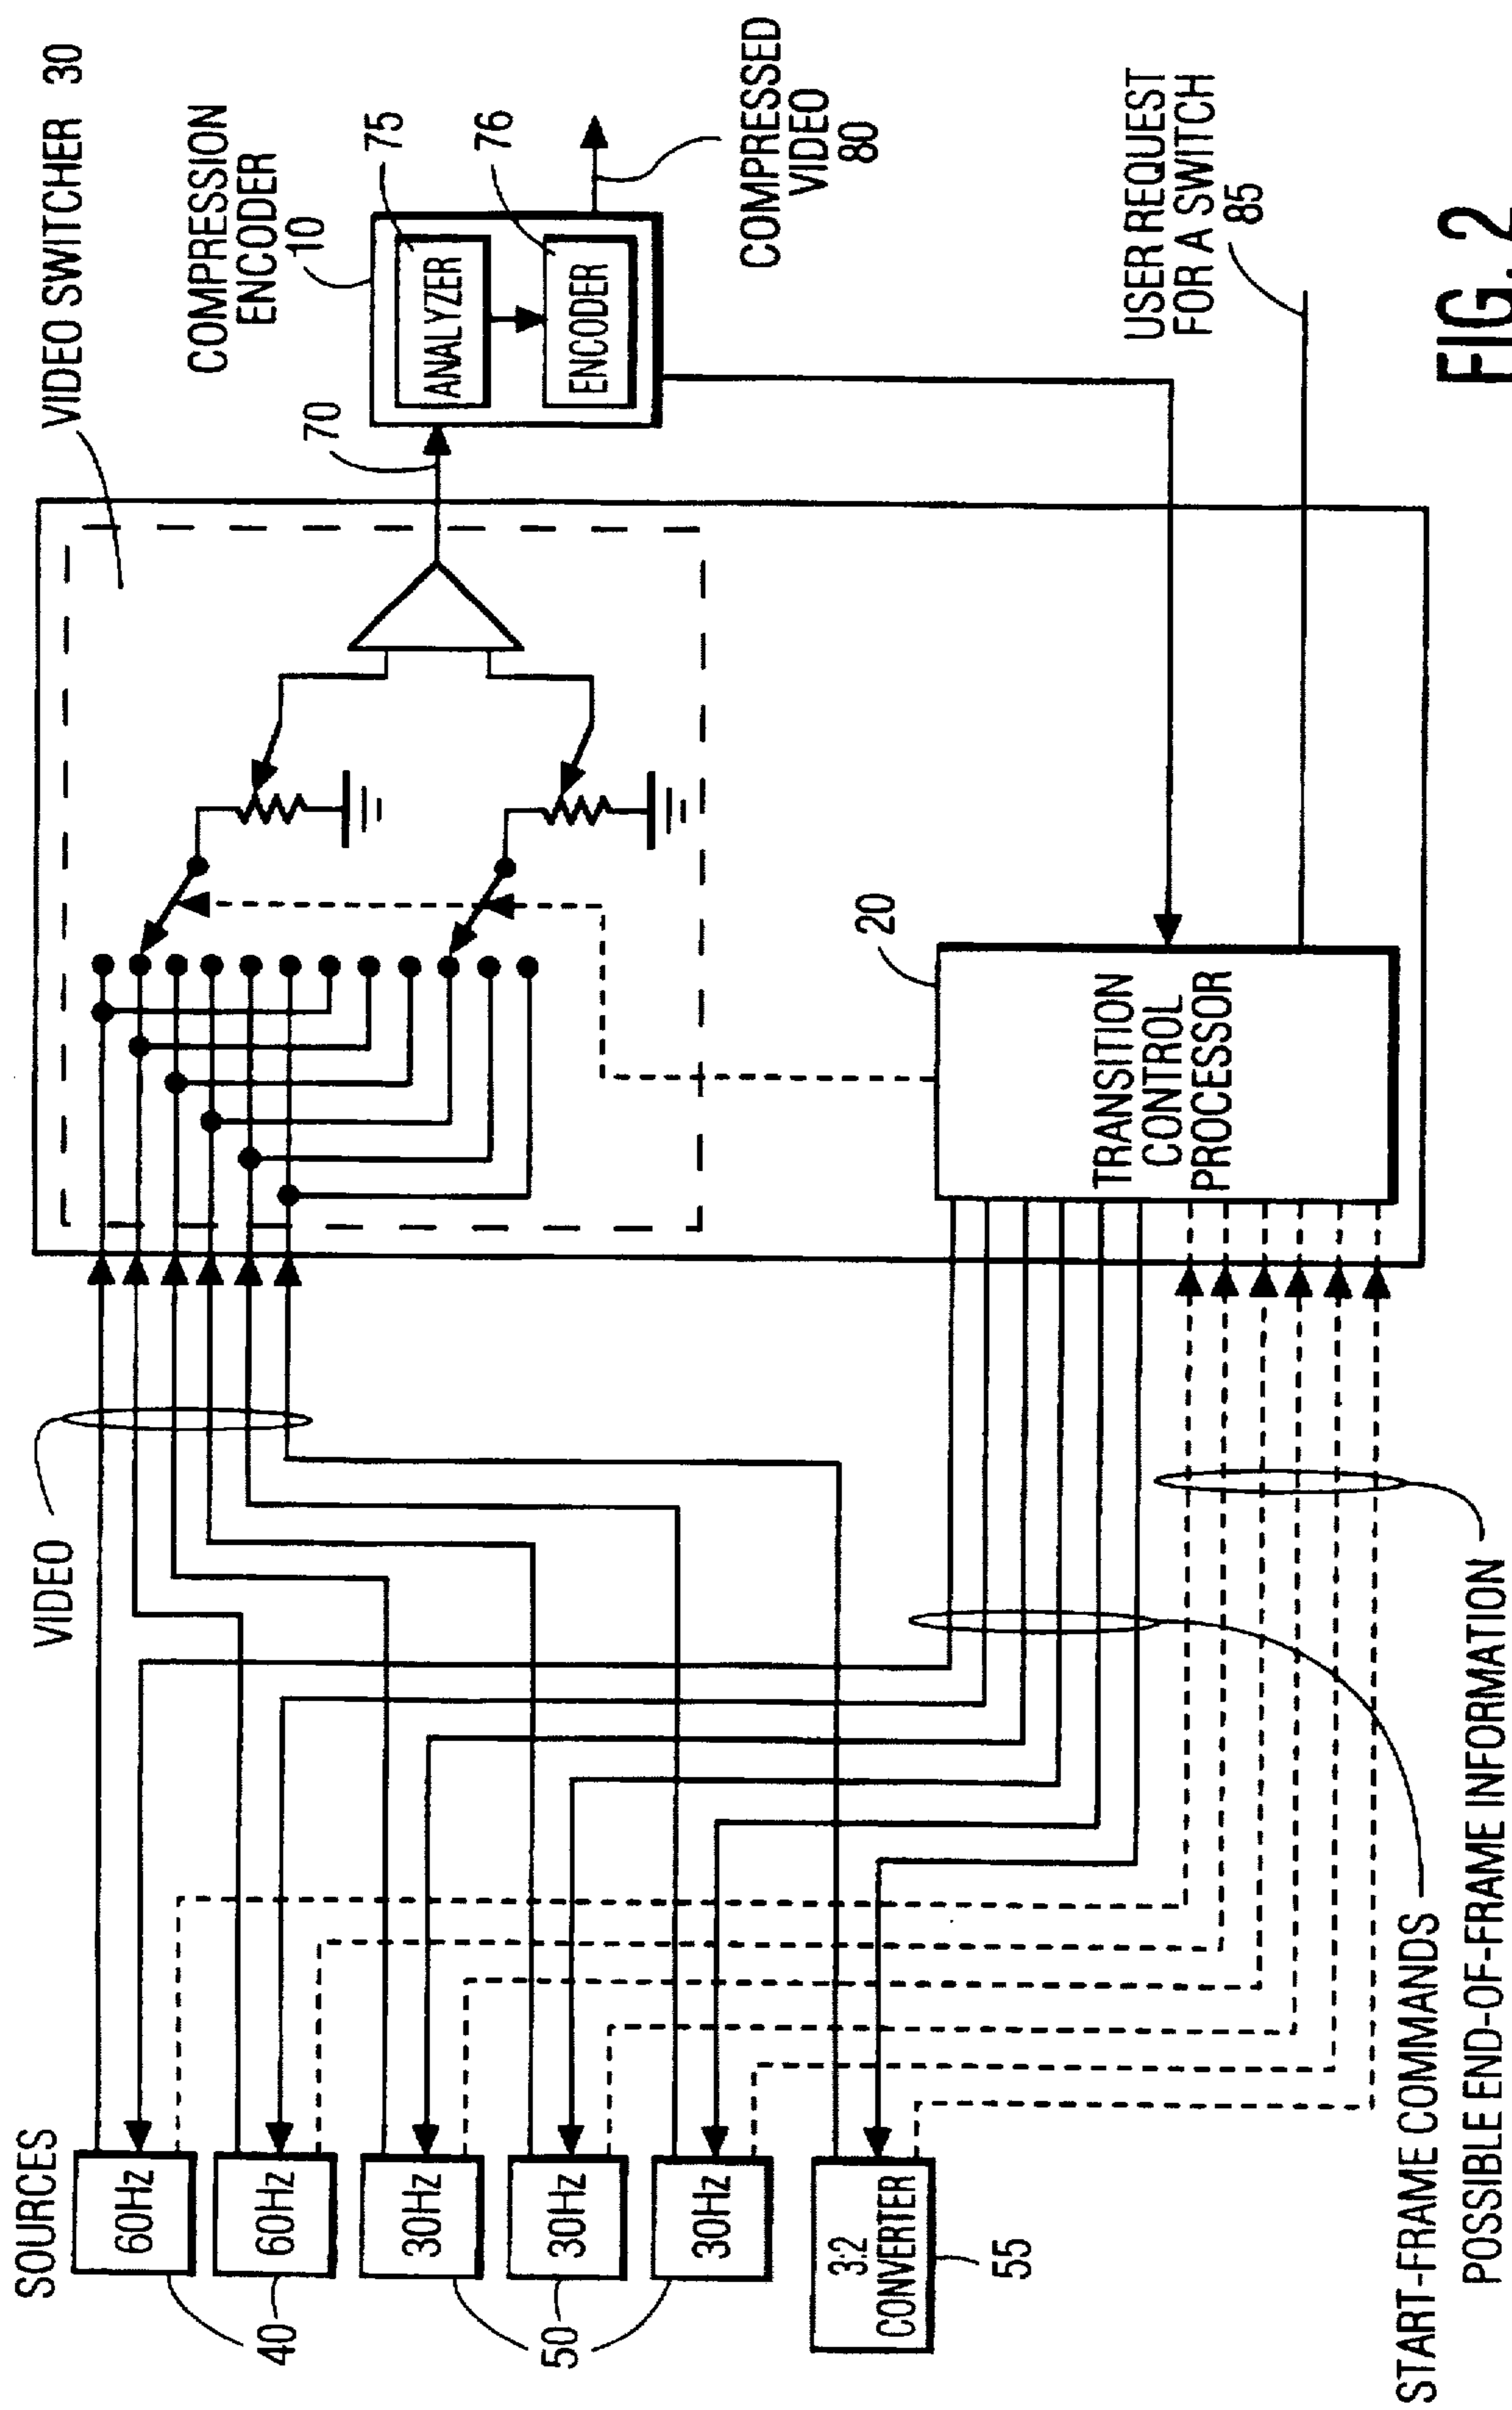 SOURCES
60Hz
60Hz
40
30Hz
30Hz
30Hz
50
3:2
CONVERTER
55
VIDEO
START-FRAME COMMANDS
POSSIBLE END-OF-FRAME INFORMATION
VIDEO SWITCHER 30
TRANSITION
CONTROL
PROCESSOR
20
70
COMPRESSION
ENCODER
10
ANALYZER
75
ENCODER
76
COMPRESSED
VIDEO
80
USER REQUEST
FOR A SWITCH
85
FIG. 2